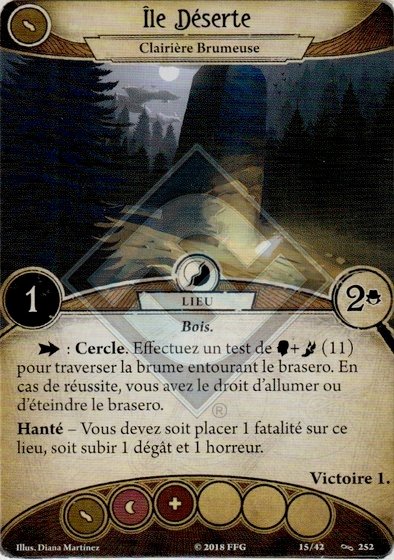 Île Déserte
Clairière Brumeuse
1
LIEU
2
Bois.
: Cercle. Effectuez un test de + (11)
pour traverser la brume entourant le brasero. En
cas de réussite, vous avez le droit d'allumer ou
d'éteindre le brasero.
Hanté – Vous devez soit placer 1 fatalité sur ce
lieu, soit subir 1 dégât et 1 horreur.
Victoire 1.
Illus. Diana Martínez
© 2018 FFG
15/42
252